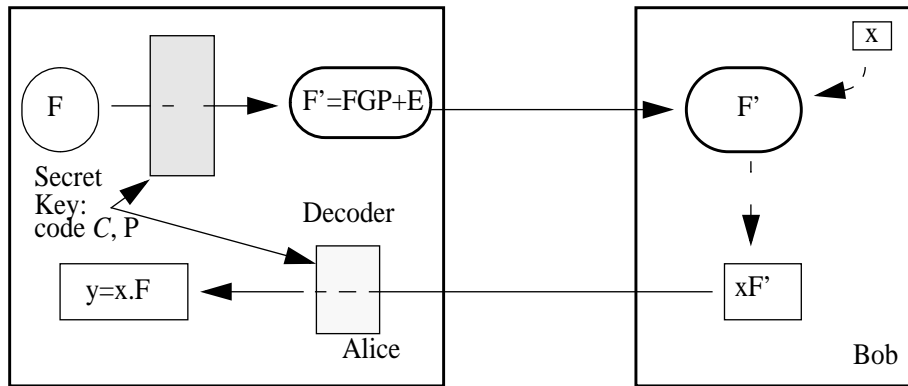 x
F
F'=FGP+E
F'
Secret
Key:
code C, P
Decoder
y=x.F
xF'
Alice
Bob